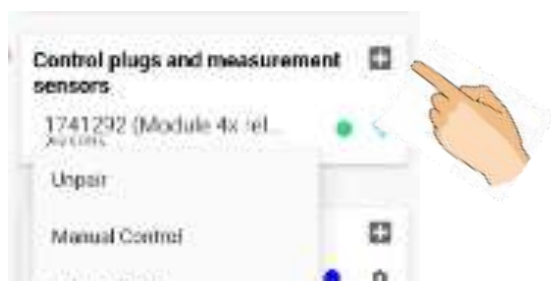 Control plugs and measurement
sensors
1741292 (Module 4x rel...
Unpair
Manual Control